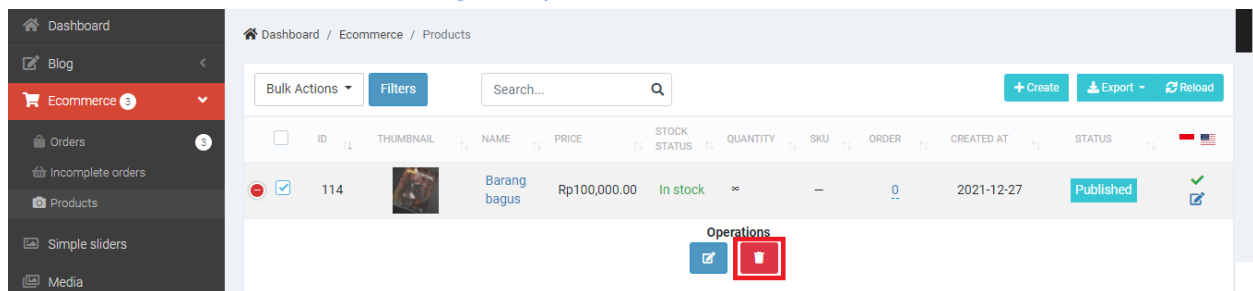 Dashboard
Dashboard / Ecommerce / Products
Blog
Bulk Actions Filters Search... Create Export Reload
Ecommerce 3
ID THUMBNAIL NAME PRICE STOCK STATUS QUANTITY SKU ORDER CREATED AT STATUS
Orders 3
Incomplete orders
114 Barang bagus Rp100,000.00 In stock ∞ — 0 2021-12-27 Published
Products
Operations
Simple sliders
Media